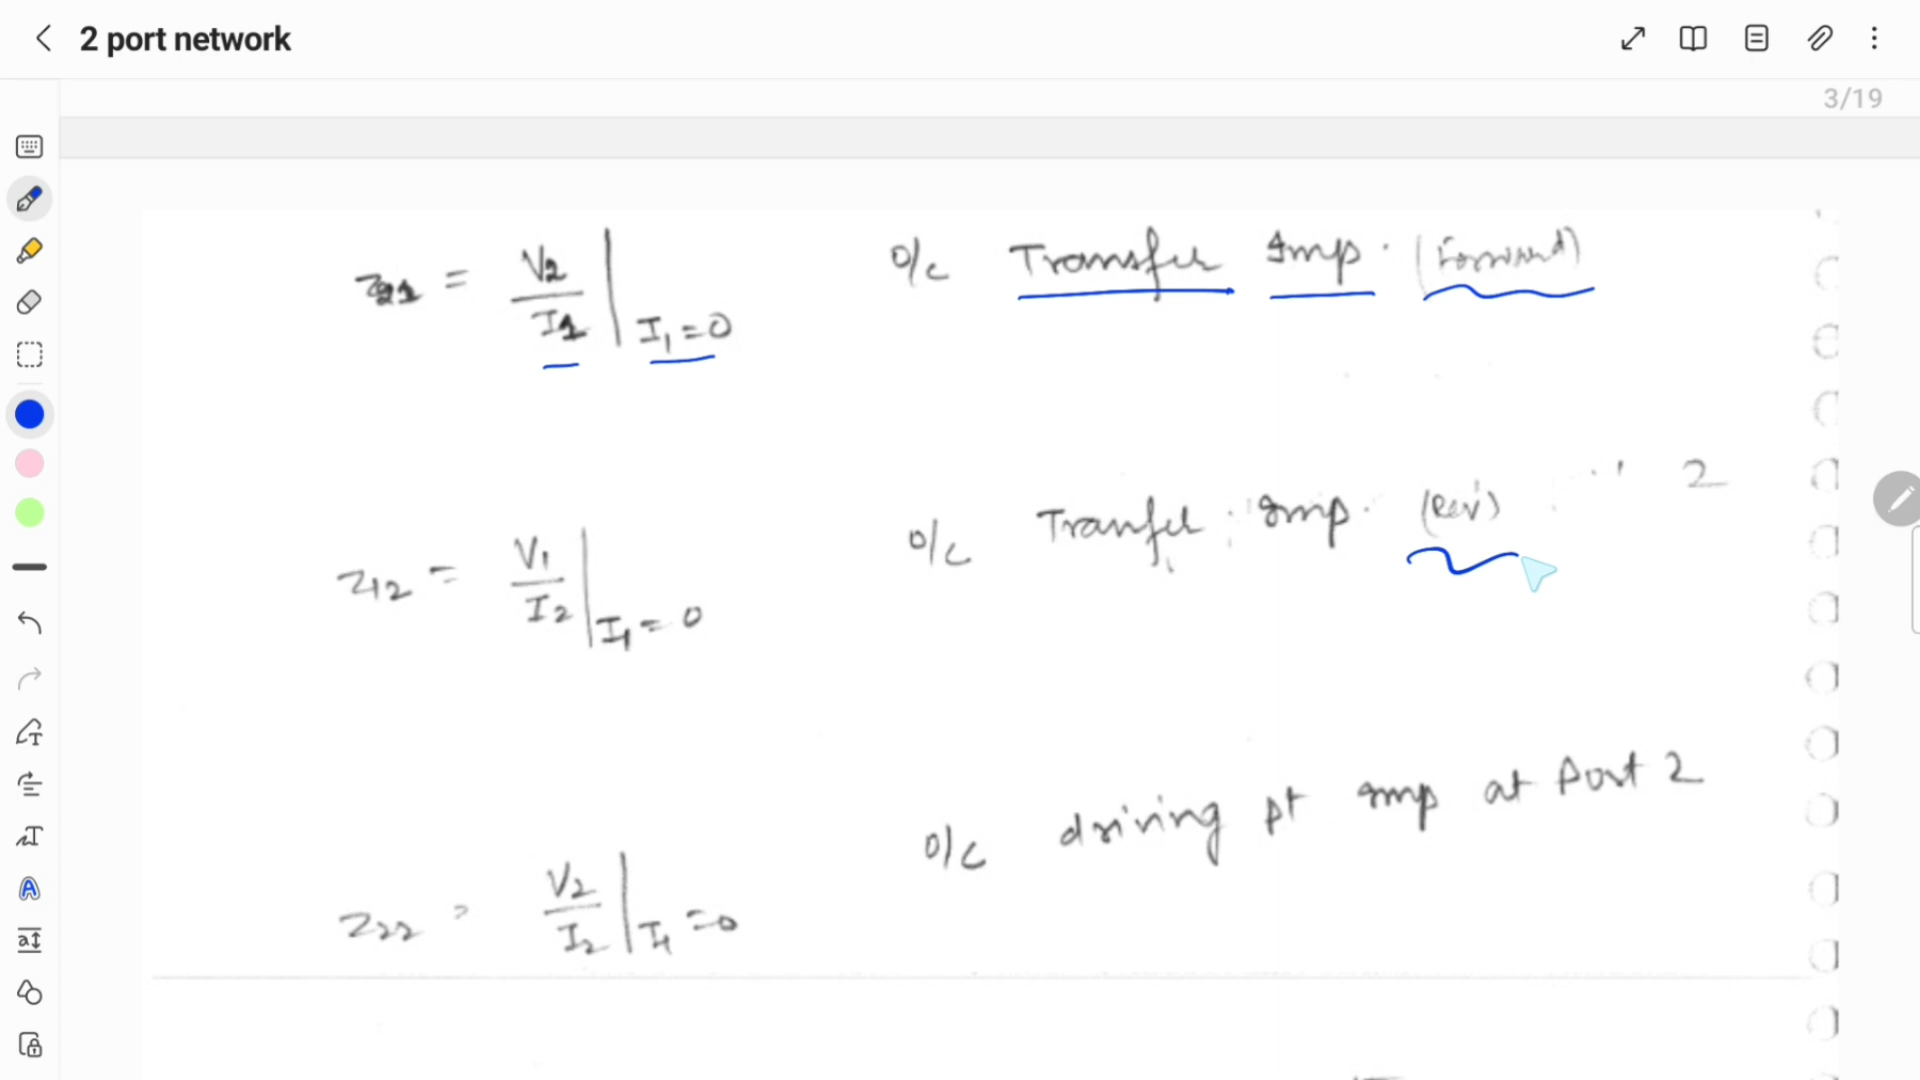 2 port network
3/19
Z21 = V2/I1 | I1=0 o/c Transfer Imp. (Forward)
Z12 = V1/I2 | I1=0 o/c Tranfer Imp. (Rev) " 2
Z22 = V2/I2 | I1=0 o/c driving pt imp at Port 2